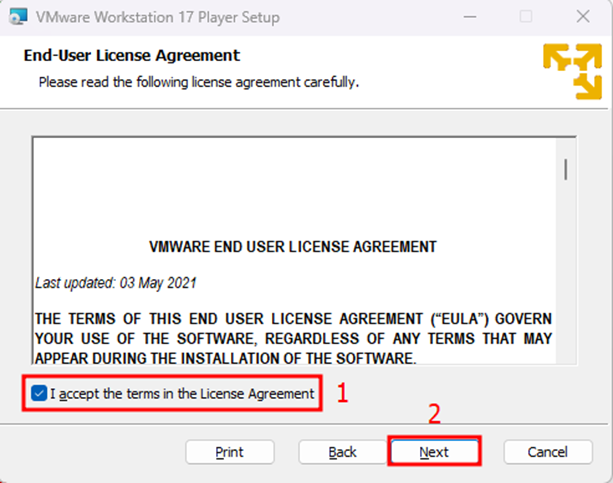 VMware Workstation 17 Player Setup
End-User License Agreement
Please read the following license agreement carefully.
VMWARE END USER LICENSE AGREEMENT
Last updated: 03 May 2021
THE TERMS OF THIS END USER LICENSE AGREEMENT (“EULA”) GOVERN
YOUR USE OF THE SOFTWARE, REGARDLESS OF ANY TERMS THAT MAY
APPEAR DURING THE INSTALLATION OF THE SOFTWARE.
I accept the terms in the License Agreement 1
2
Print Back Next Cancel